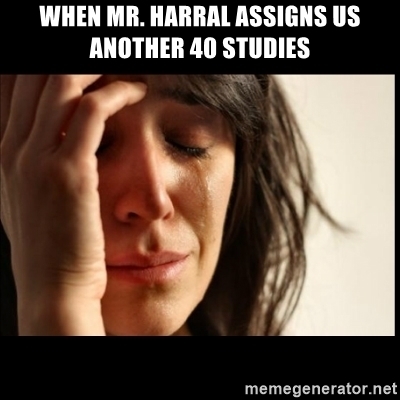 WHEN MR. HARRAL ASSIGNS US
ANOTHER 40 STUDIES
memegenerator.net